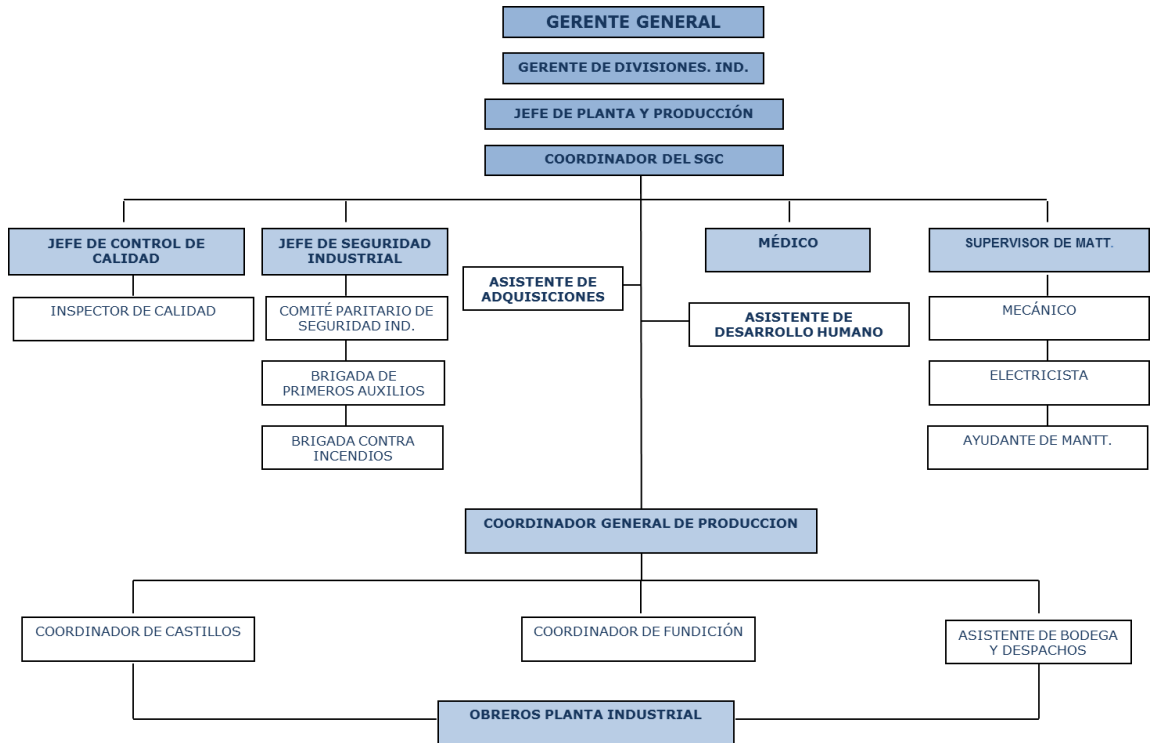 GERENTE GENERAL
GERENTE DE DIVISIONES. IND.
JEFE DE PLANTA Y PRODUCCIÓN
COORDINADOR DEL SGC
JEFE DE CONTROL DE
CALIDAD
JEFE DE SEGURIDAD
INDUSTRIAL
MÉDICO
SUPERVISOR DE MATT.
ASISTENTE DE
ADQUISICIONES
INSPECTOR DE CALIDAD
COMITÉ PARITARIO DE
SEGURIDAD IND.
ASISTENTE DE
DESARROLLO HUMANO
MECÁNICO
BRIGADA DE
PRIMEROS AUXILIOS
ELECTRICISTA
BRIGADA CONTRA
INCENDIOS
AYUDANTE DE MANTT.
COORDINADOR GENERAL DE PRODUCCION
COORDINADOR DE CASTILLOS
COORDINADOR DE FUNDICIÓN
ASISTENTE DE BODEGA
Y DESPACHOS
OBREROS PLANTA INDUSTRIAL